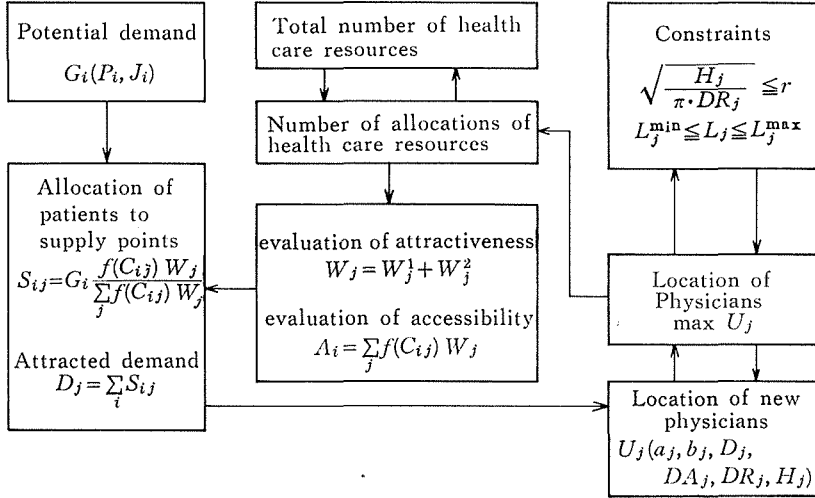 Potential demand
G_i(P_i, J_i)
Total number of health
care resources
Number of allocations of
health care resources
Constraints
√(H_j / π·DR_j) ≦ r
L_j^min ≦ L_j ≦ L_j^max
Allocation of
patients to
supply points
S_ij = G_i f(C_ij) W_j / Σ_j f(C_ij) W_j
Attracted demand
D_j = Σ_i S_ij
evaluation of attractiveness
W_j = W_j^1 + W_j^2
evaluation of accessibility
A_i = Σ_j f(C_ij) W_j
Location of
Physicians
max U_j
Location of new
physicians
U_j(a_j, b_j, D_j,
DA_j, DR_j, H_j)